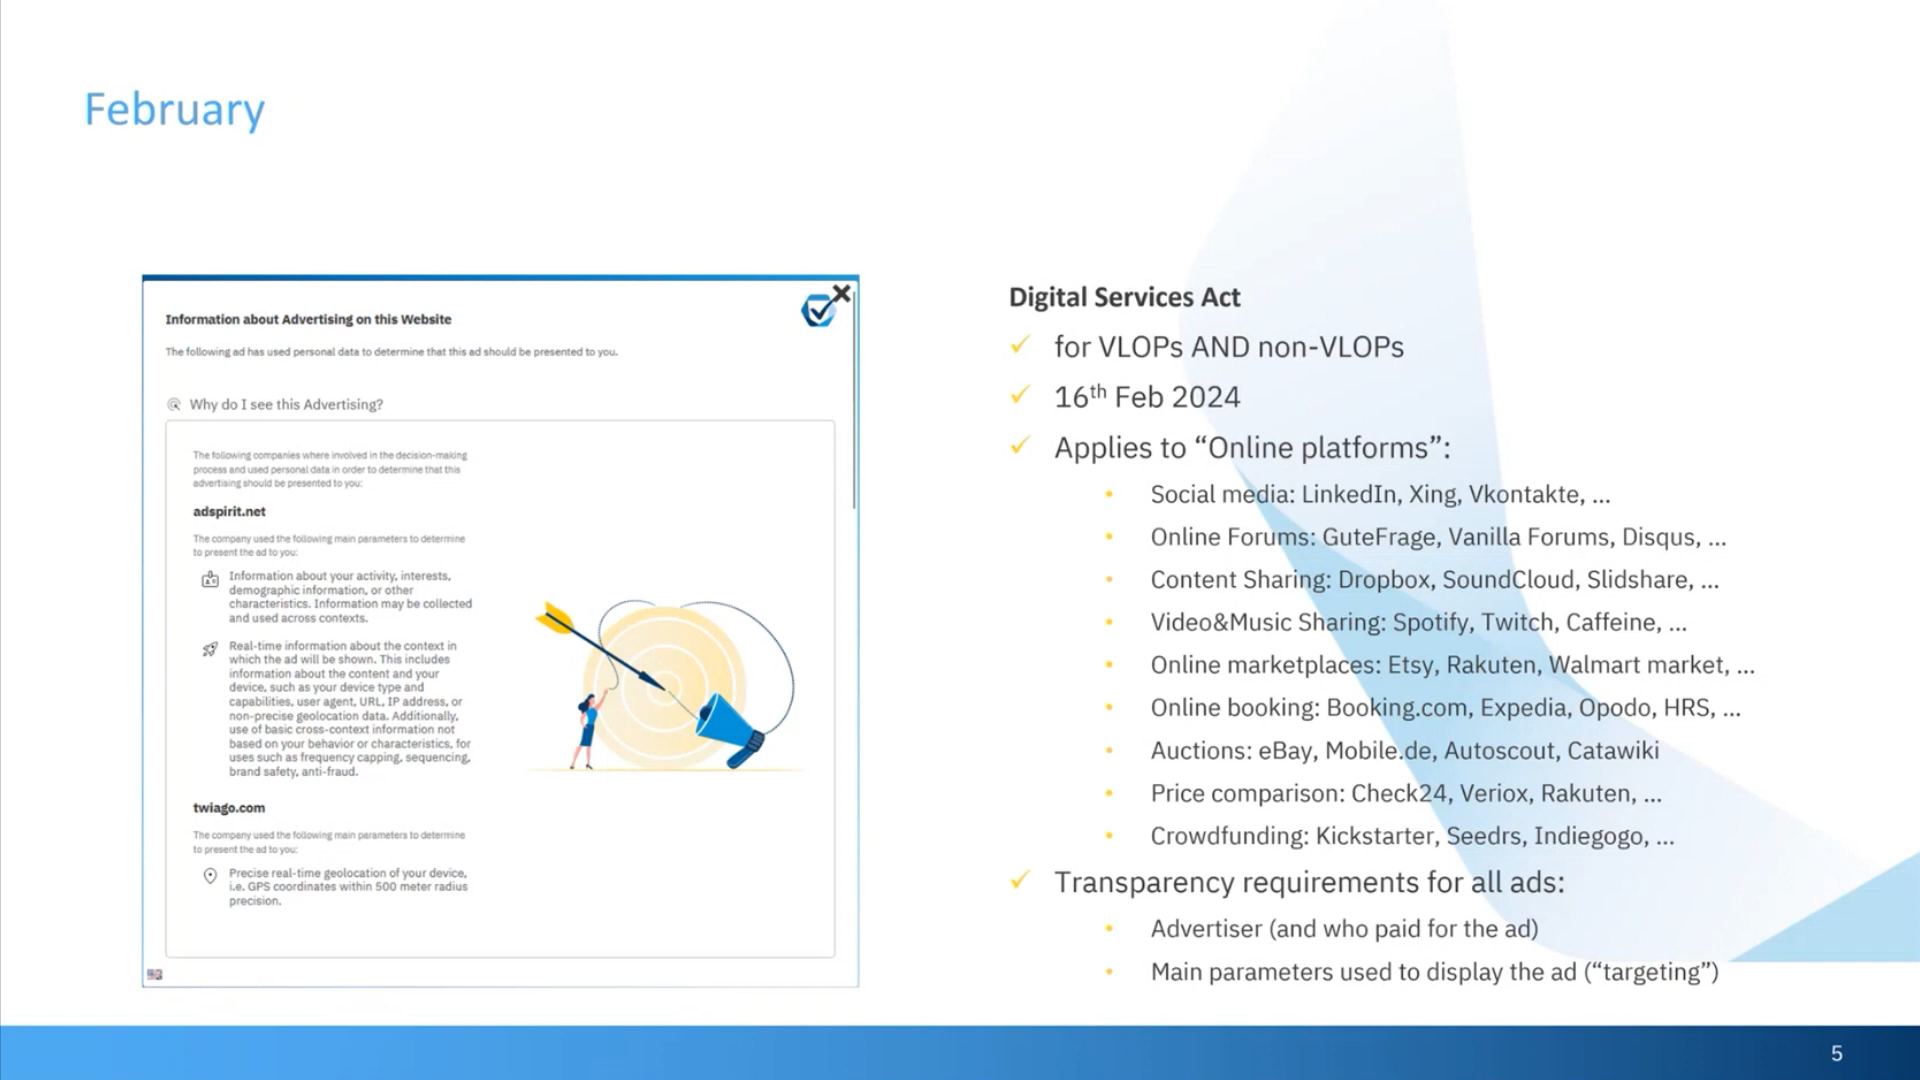 February
Information about Advertising on this Website
The following ad has used personal data to determine that this ad should be presented to you.
Why do I see this Advertising?
The following companies where involved in the decision-making
process and used personal data in order to determine that this
advertising should be presented to you:
adspirit.net
The company used the following main parameters to determine
to present the ad to you:
Information about your activity, interests,
demographic information, or other
characteristics. Information may be collected
and used across contexts.
Real-time information about the context in
which the ad will be shown. This includes
information about the content and your
device, such as your device type and
capabilities, user agent, URL, IP address, or
non-precise geolocation data. Additionally,
use of basic cross-context information not
based on your behavior or characteristics, for
uses such as frequency capping, sequencing,
brand safety, anti-fraud.
twiago.com
The company used the following main parameters to determine
to present the ad to you:
Precise real-time geolocation of your device,
i.e. GPS coordinates within 500 meter radius
precision.
Digital Services Act
for VLOPs AND non-VLOPs
16th Feb 2024
Applies to “Online platforms”:
Social media: LinkedIn, Xing, Vkontakte, ...
Online Forums: GuteFrage, Vanilla Forums, Disqus, ...
Content Sharing: Dropbox, SoundCloud, Slidshare, ...
Video&Music Sharing: Spotify, Twitch, Caffeine, ...
Online marketplaces: Etsy, Rakuten, Walmart market, ...
Online booking: Booking.com, Expedia, Opodo, HRS, ...
Auctions: eBay, Mobile.de, Autoscout, Catawiki
Price comparison: Check24, Veriox, Rakuten, ...
Crowdfunding: Kickstarter, Seedrs, Indiegogo, ...
Transparency requirements for all ads:
Advertiser (and who paid for the ad)
Main parameters used to display the ad (“targeting”)
5